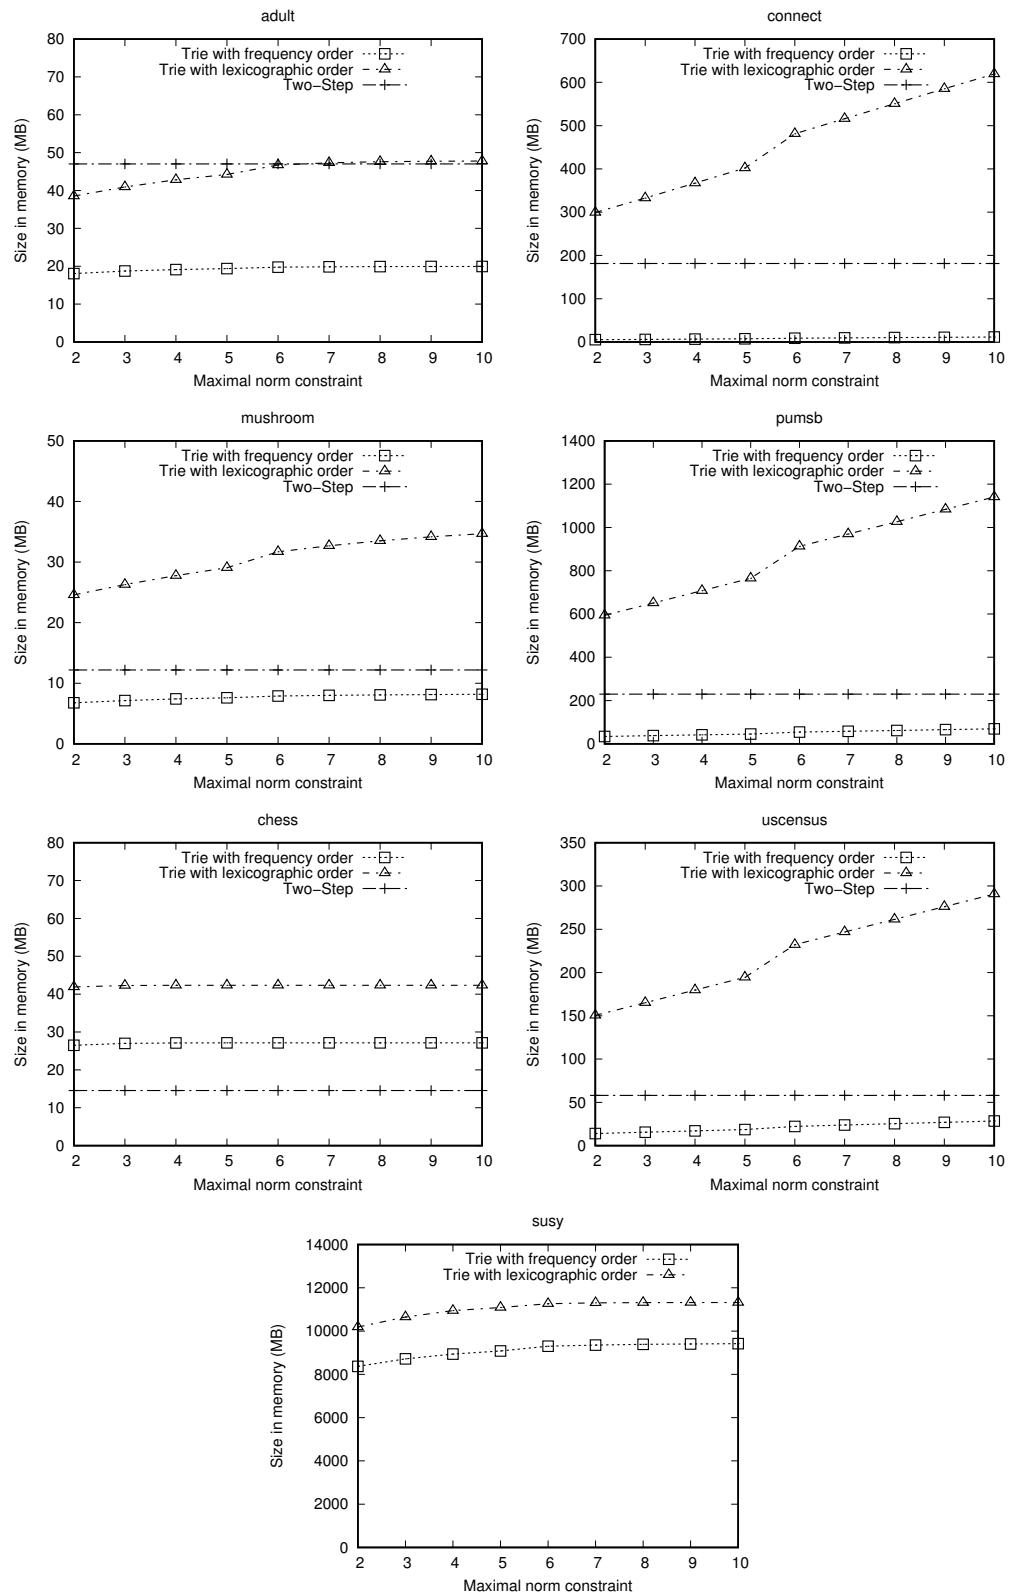 adult
80
70
60
50
40
30
20
10
0
Size in memory (MB)
Trie with frequency order
Trie with lexicographic order
Two-Step
2 3 4 5 6 7 8 9 10
Maximal norm constraint
connect
700
600
500
400
300
200
100
0
Size in memory (MB)
Trie with frequency order
Trie with lexicographic order
Two-Step
2 3 4 5 6 7 8 9 10
Maximal norm constraint
mushroom
50
40
30
20
10
0
Size in memory (MB)
Trie with frequency order
Trie with lexicographic order
Two-Step
2 3 4 5 6 7 8 9 10
Maximal norm constraint
pumsb
1400
1200
1000
800
600
400
200
0
Size in memory (MB)
Trie with frequency order
Trie with lexicographic order
Two-Step
2 3 4 5 6 7 8 9 10
Maximal norm constraint
chess
80
70
60
50
40
30
20
10
0
Size in memory (MB)
Trie with frequency order
Trie with lexicographic order
Two-Step
2 3 4 5 6 7 8 9 10
Maximal norm constraint
uscensus
350
300
250
200
150
100
50
0
Size in memory (MB)
Trie with frequency order
Trie with lexicographic order
Two-Step
2 3 4 5 6 7 8 9 10
Maximal norm constraint
susy
14000
12000
10000
8000
6000
4000
2000
0
Size in memory (MB)
Trie with frequency order
Trie with lexicographic order
2 3 4 5 6 7 8 9 10
Maximal norm constraint